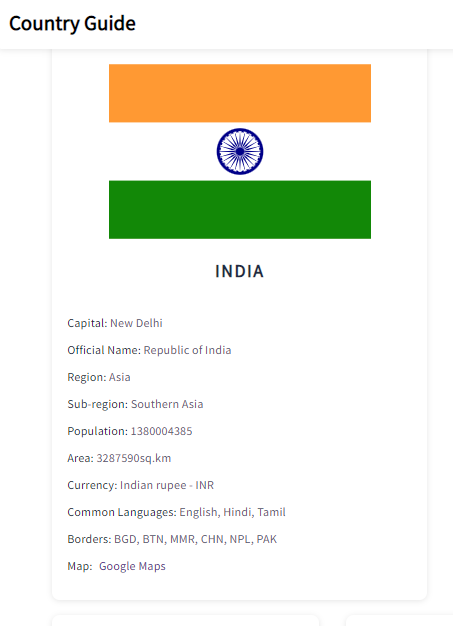 Country Guide
INDIA
Capital: New Delhi
Official Name: Republic of India
Region: Asia
Sub-region: Southern Asia
Population: 1380004385
Area: 3287590sq.km
Currency: Indian rupee - INR
Common Languages: English, Hindi, Tamil
Borders: BGD, BTN, MMR, CHN, NPL, PAK
Map: Google Maps